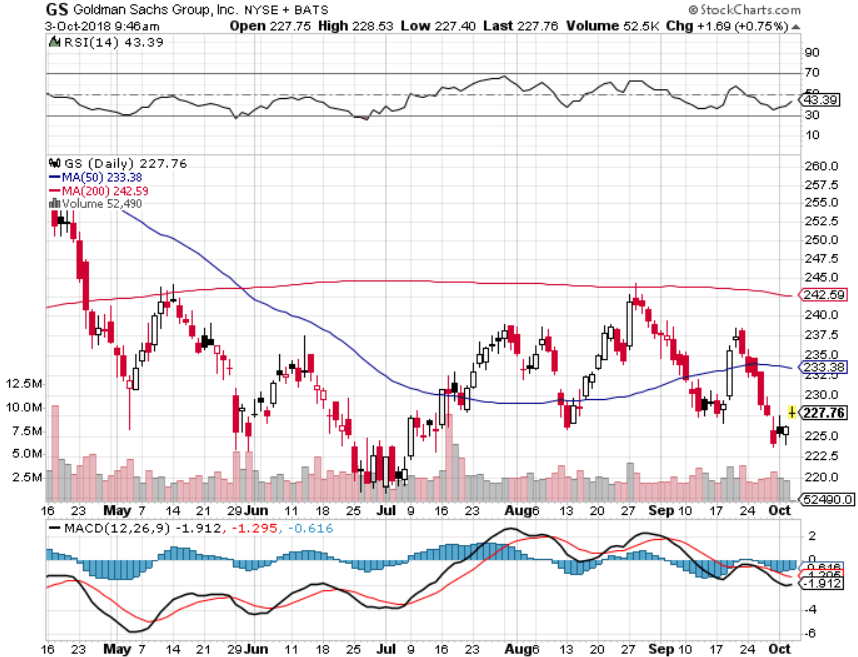 GS Goldman Sachs Group, Inc. NYSE + BATS © StockCharts.com
3-Oct-2018 9:46am Open 227.75 High 228.53 Low 227.40 Last 227.76 Volume 52.5K Chg +1.69 (+0.75%)
RSI(14) 43.39
90
70
50
43.39
30
10
GS (Daily) 227.76
MA(50) 233.38
MA(200) 242.59
Volume 52,490
260.0
257.5
255.0
252.5
250.0
247.5
245.0
242.59
240.0
237.5
235.0
233.38
232.5
230.0
227.76
225.0
222.5
220.0
52490.0
12.5M
10.0M
7.5M
5.0M
2.5M
16 23 May 7 14 21 29 Jun 11 18 25 Jul 9 16 23 Aug 6 13 20 27 Sep 10 17 24 Oct
MACD(12,26,9) -1.912, -1.295, -0.616
2
0
-0.616
-1.295
-1.912
-4
-6
16 23 May 7 14 21 29 Jun 11 18 25 Jul 9 16 23 Aug 6 13 20 27 Sep 10 17 24 Oct